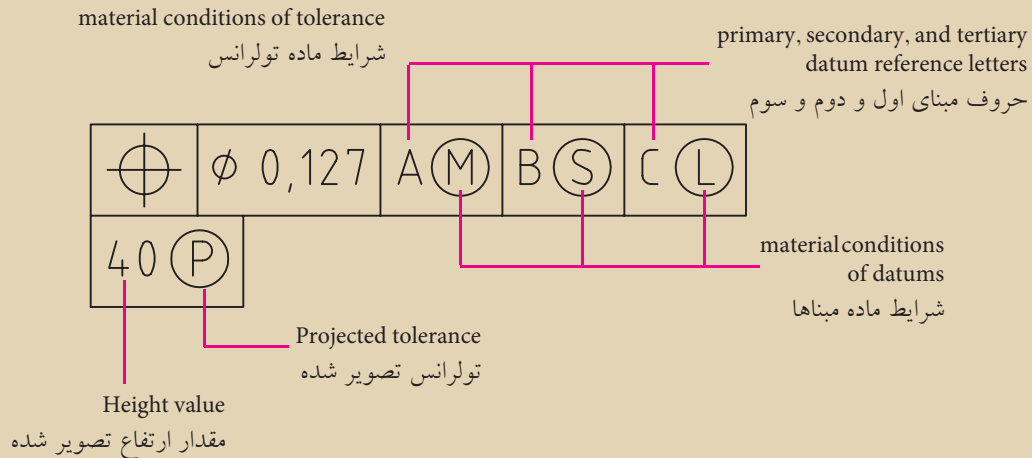 material conditions of tolerance
شرایط ماده تولرانس
primary, secondary, and tertiary
datum reference letters
حروف مبنای اول و دوم و سوم
⌖ ⌀ 0,127 A Ⓜ B Ⓢ C Ⓛ
40 Ⓟ
material conditions
of datums
شرایط ماده مبناها
Projected tolerance
تولرانس تصویر شده
Height value
مقدار ارتفاع تصویر شده